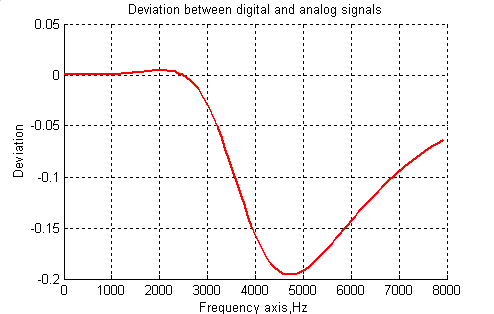 Deviation between digital and analog signals
0.05
0
-0.05
-0.1
-0.15
-0.2
Deviation
0 1000 2000 3000 4000 5000 6000 7000 8000
Frequency axis,Hz